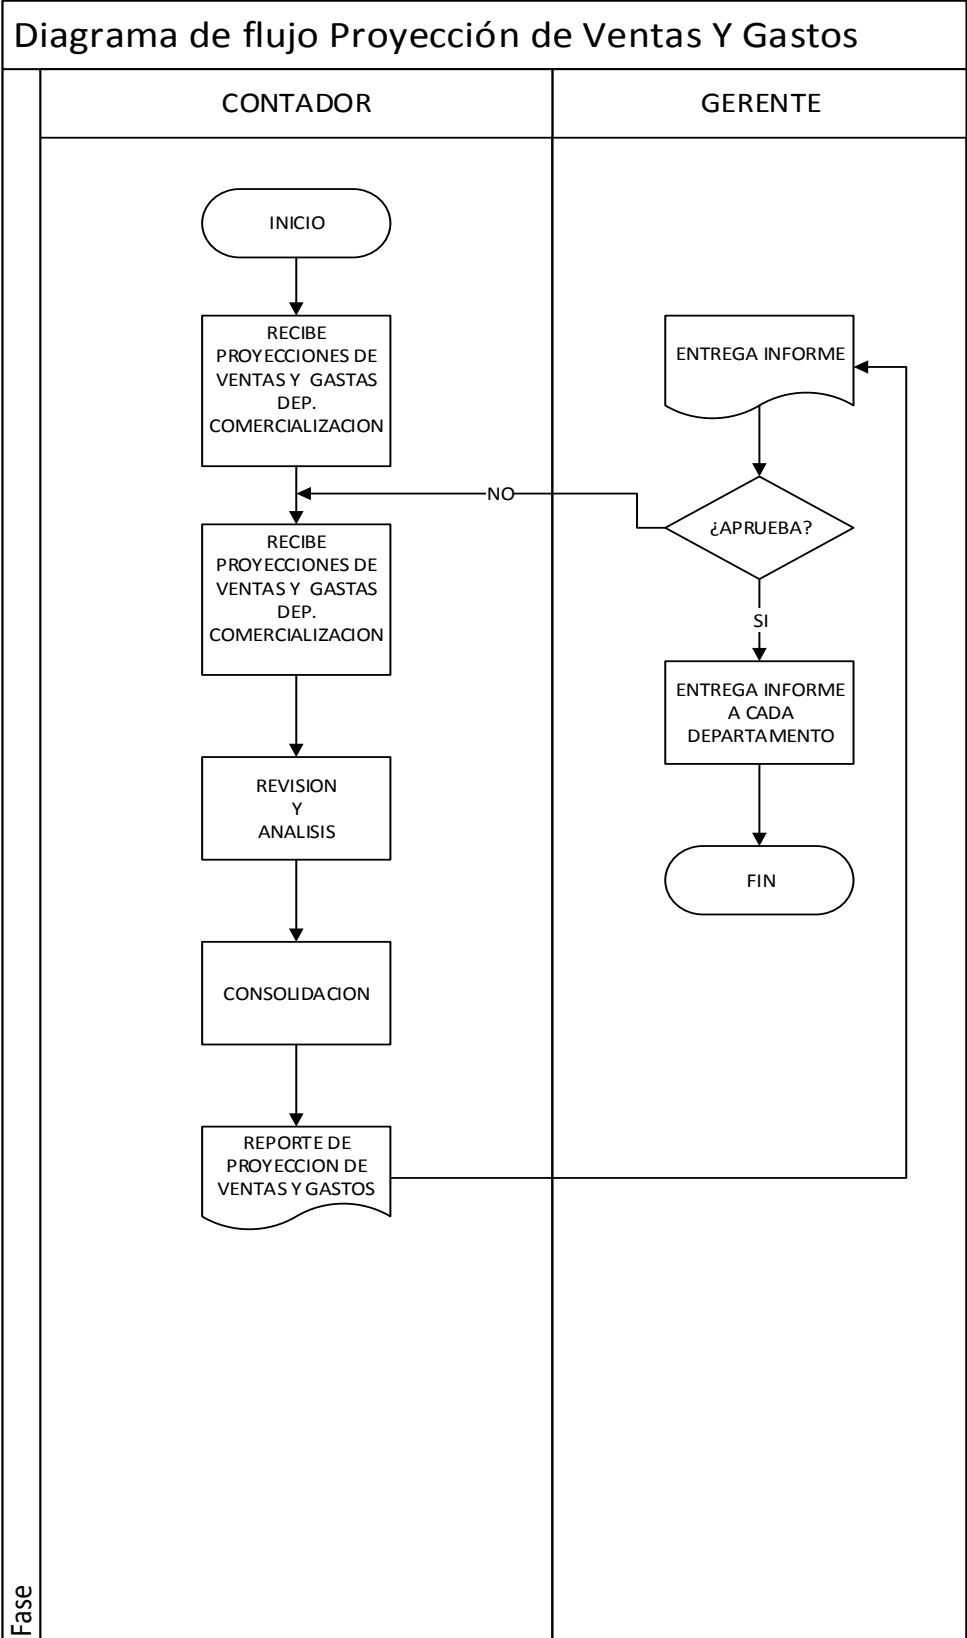 Diagrama de flujo Proyección de Ventas Y Gastos
CONTADOR
GERENTE
INICIO
RECIBE
PROYECCIONES DE
VENTAS Y GASTAS
DEP.
COMERCIALIZACION
RECIBE
PROYECCIONES DE
VENTAS Y GASTAS
DEP.
COMERCIALIZACION
REVISION
Y
ANALISIS
CONSOLIDACION
REPORTE DE
PROYECCION DE
VENTAS Y GASTOS
ENTREGA INFORME
¿APRUEBA?
NO
SI
ENTREGA INFORME
A CADA
DEPARTAMENTO
FIN
Fase